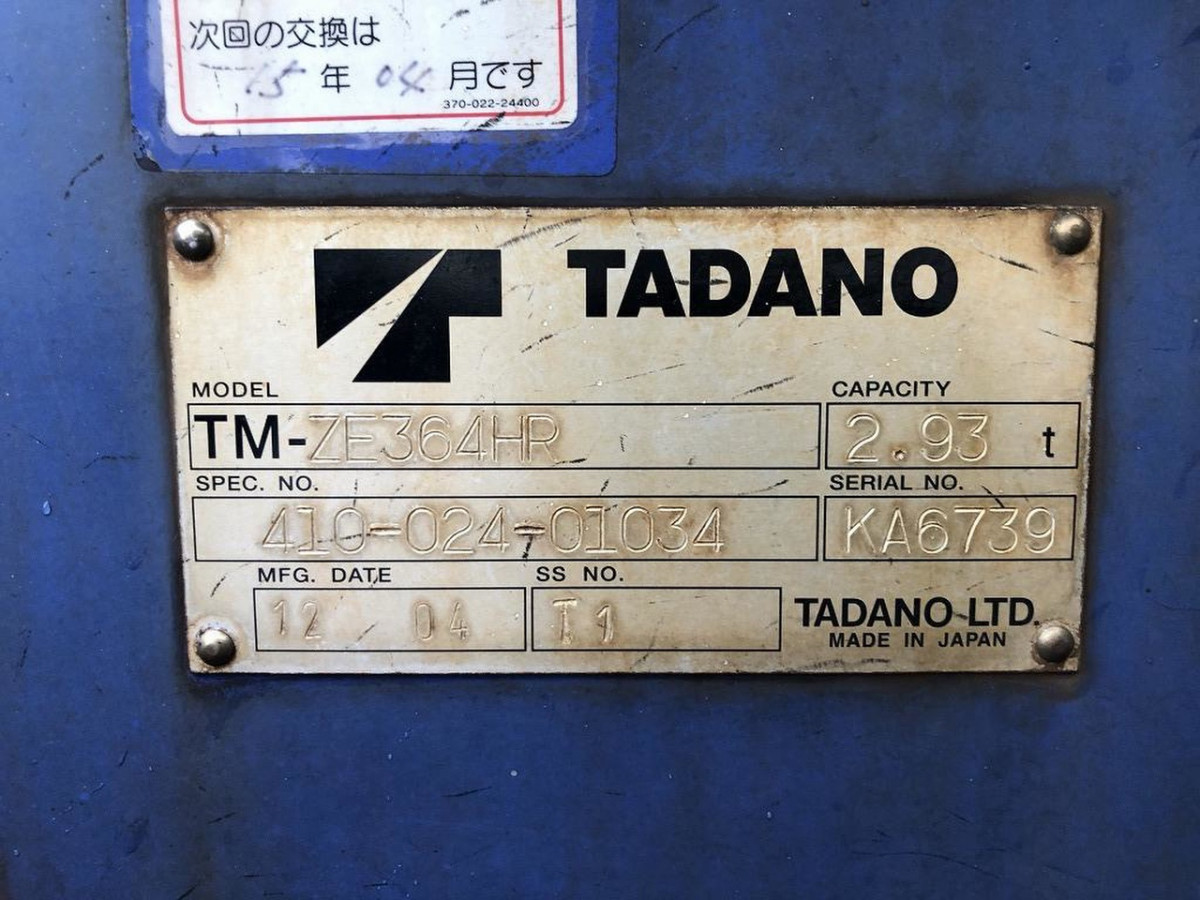 次回の交換は
15 年 04 月です
370-022-24400
TADANO
MODEL
CAPACITY
TM-ZE364HR
2.93 t
SPEC. NO.
SERIAL NO.
410-024-01034
KA6739
MFG. DATE
SS NO.
12 04
T1
TADANO LTD.
MADE IN JAPAN